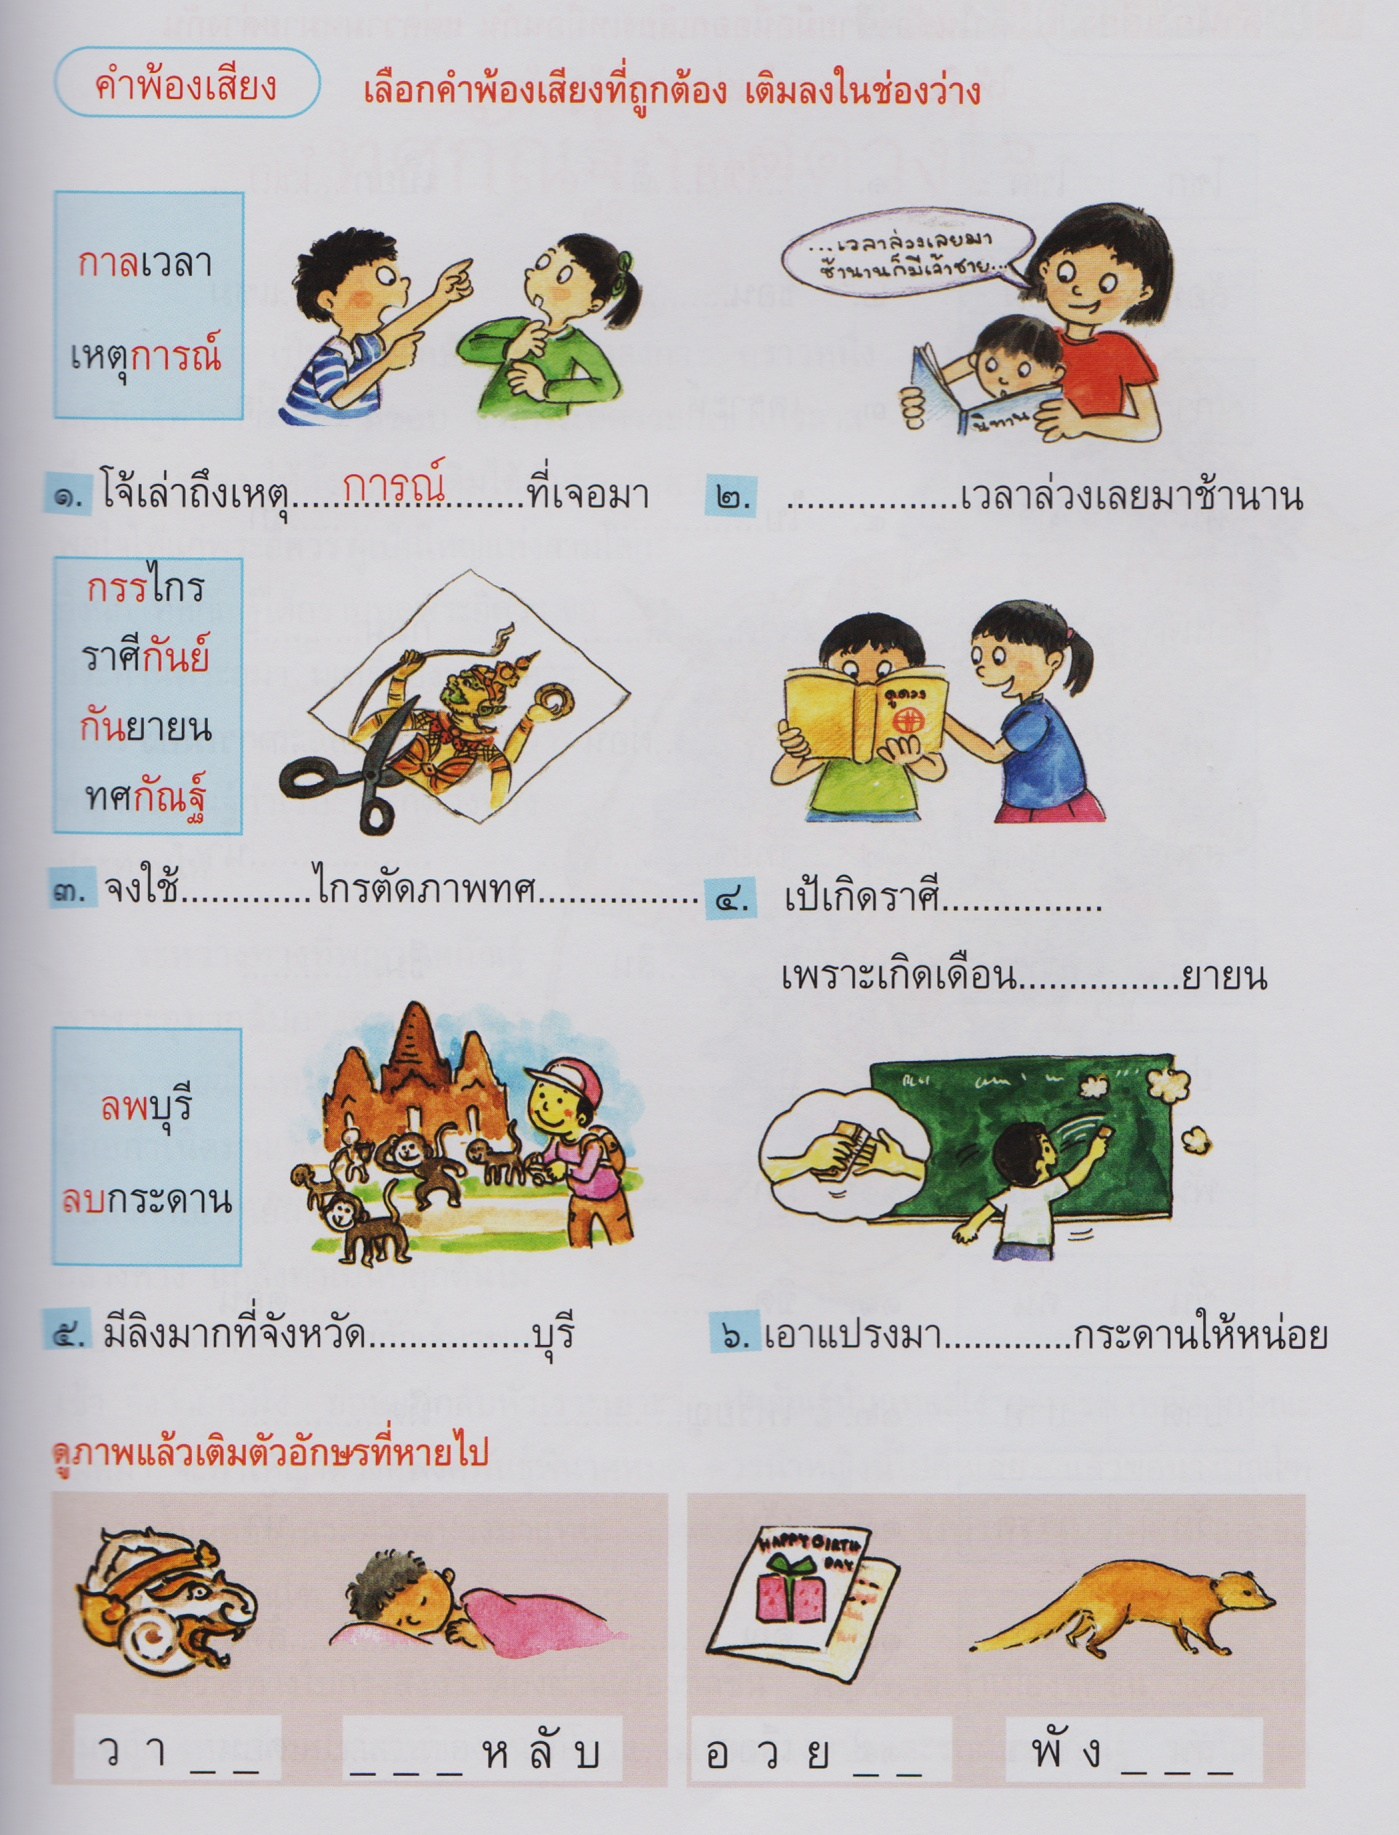 คำพ้องเสียง เลือกคำพ้องเสียงที่ถูกต้อง เติมลงในช่องว่าง
กาลเวลา
เหตุการณ์
...เวลาล่วงเลยมา
ช้านานก็มีเจ้าชาย...
นิทาน
๑. โจ้เล่าถึงเหตุ......การณ์......ที่เจอมา
๒. .................เวลาล่วงเลยมาช้านาน
กรรไกร
ราศีกันย์
กันยายน
ทศกัณฐ์
ดูดวง
๓. จงใช้.............ไกรตัดภาพทศ................
๔. เป้เกิดราศี................
เพราะเกิดเดือน................ยายน
ลพบุรี
ลบกระดาน
๕. มีลิงมากที่จังหวัด................บุรี
๖. เอาแปรงมา.............กระดานให้หน่อย
ดูภาพแล้วเติมตัวอักษรที่หายไป
HAPPY BIRTH
DAY
ว า _ _
_ _ _ ห ลั บ
อ ว ย _ _
พั ง _ _ _